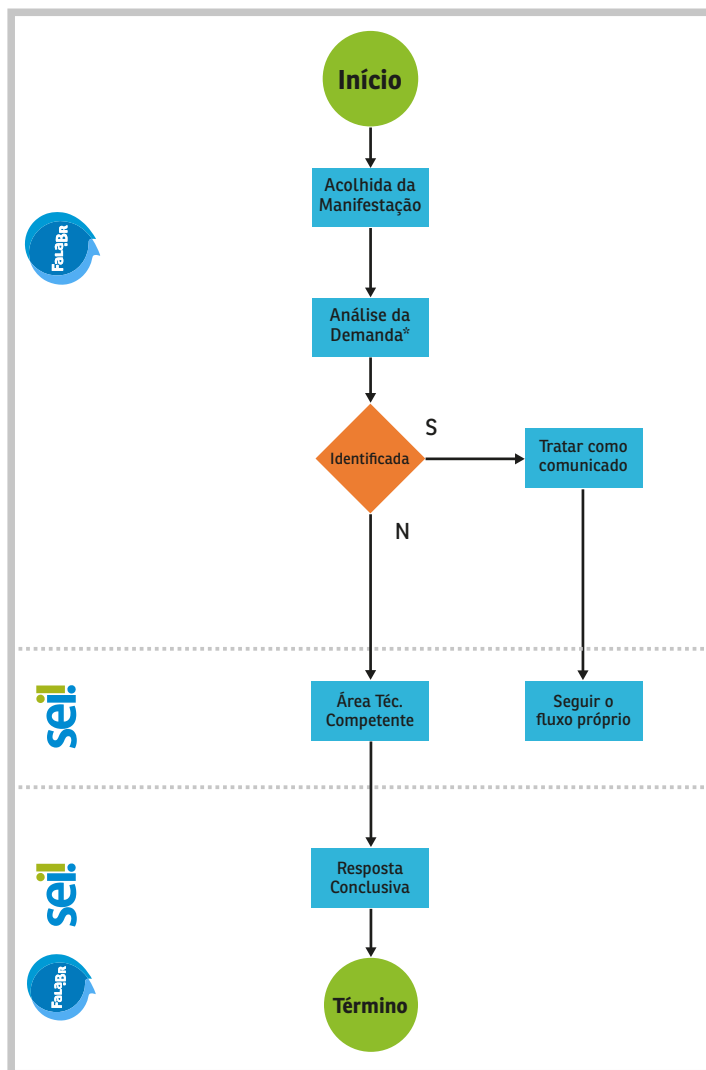 Início
Acolhida da
Manifestação
FalaBR
Análise da
Demanda*
Identificada
S
Tratar como
comunicado
N
sei!
Área Téc.
Competente
Seguir o
fluxo próprio
sei!
Resposta
Conclusiva
FalaBR
Término